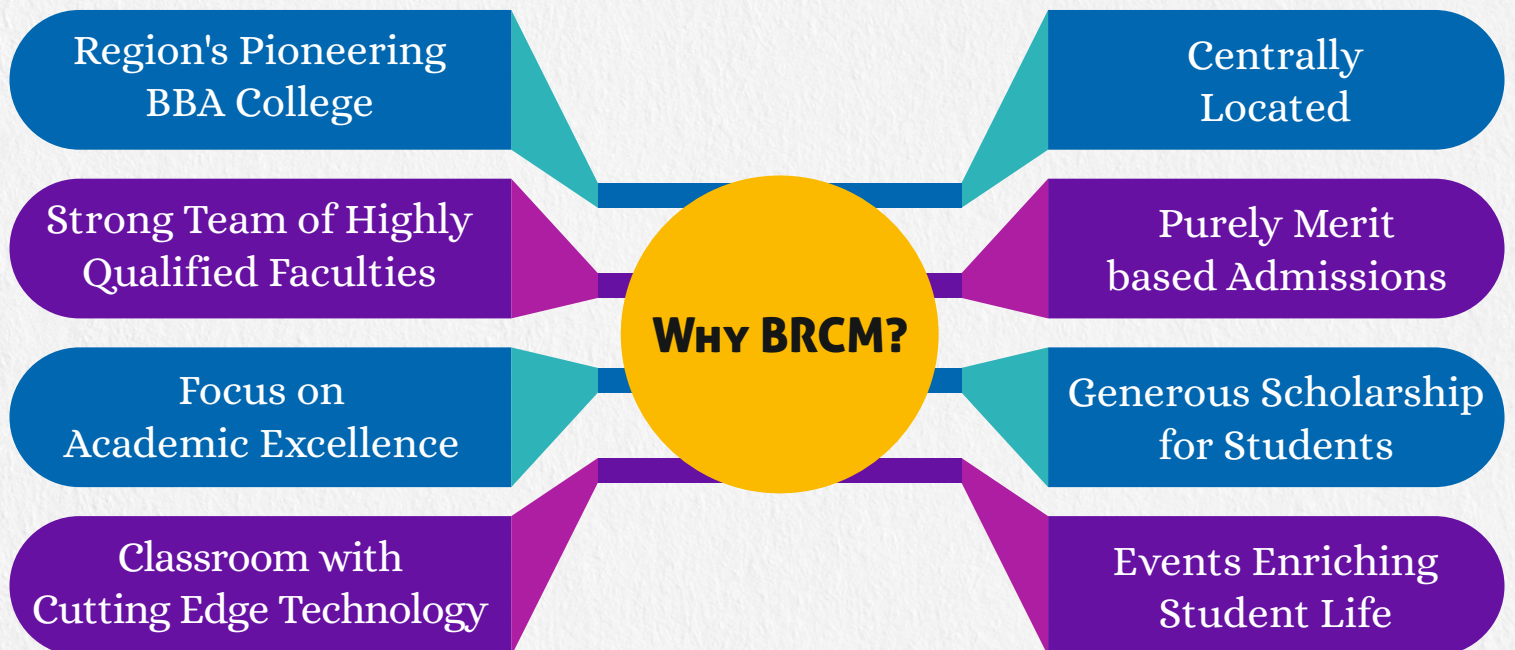 Region's Pioneering
BBA College
Strong Team of Highly
Qualified Faculties
Focus on
Academic Excellence
Classroom with
Cutting Edge Technology
Why BRCM?
Centrally
Located
Purely Merit
based Admissions
Generous Scholarship
for Students
Events Enriching
Student Life